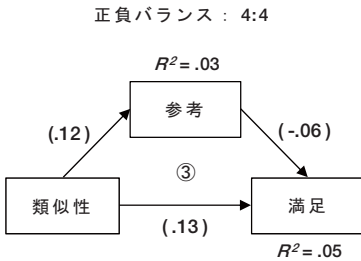 正負バランス： 4:4
R² = .03
参考
(.12)
(-.06)
③
類似性
満足
(.13)
R² = .05